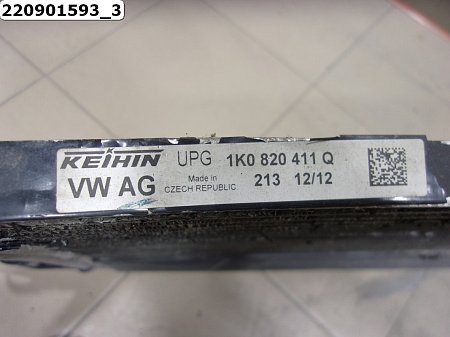 220901593_3
KEIHIN UPG 1K0 820 411 Q
VW AG Made in CZECH REPUBLIC 213 12/12